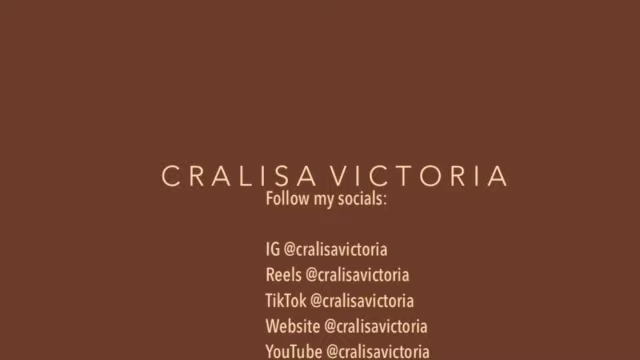 CRALISA VICTORIA
Follow my socials:
IG @cralisavictoria
Reels @cralisavictoria
TikTok @cralisavictoria
Website @cralisavictoria
YouTube @cralisavictoria